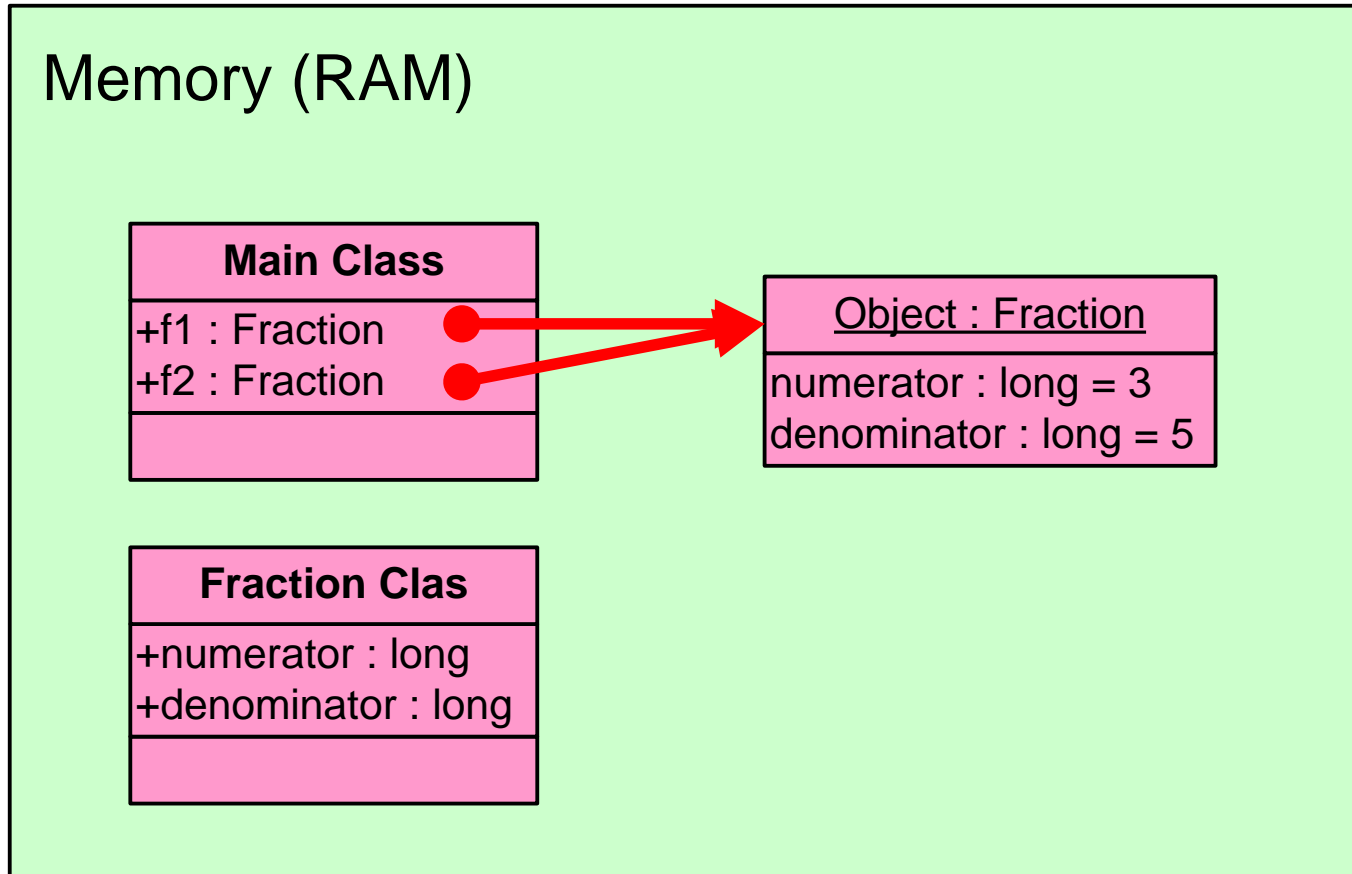 Memory (RAM)
Main Class
+f1 : Fraction
+f2 : Fraction
Object : Fraction
numerator : long = 3
denominator : long = 5
Fraction Clas
+numerator : long
+denominator : long